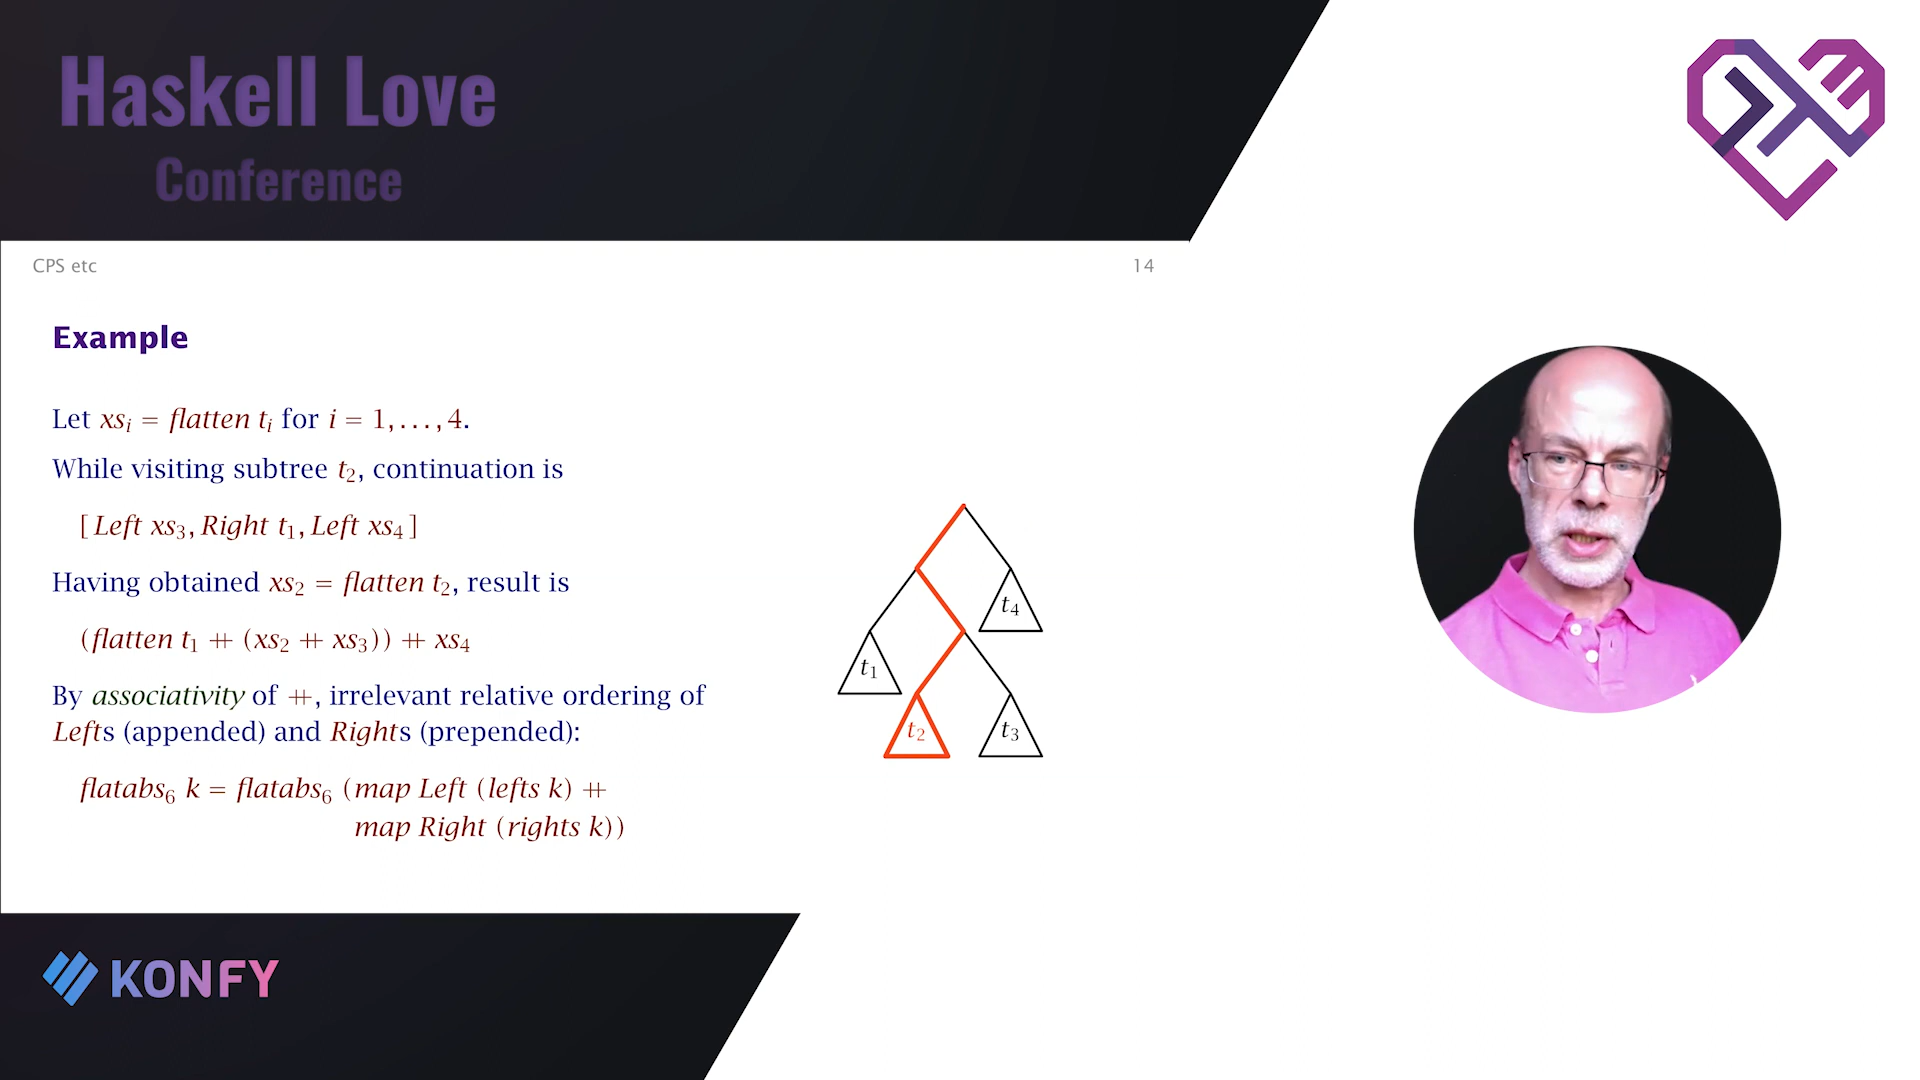 Haskell Love
Conference
CPS etc
14
Example
Let xsᵢ = flatten tᵢ for i = 1,...,4.
While visiting subtree t₂, continuation is
[Left xs₃, Right t₁, Left xs₄]
Having obtained xs₂ = flatten t₂, result is
(flatten t₁ ++ (xs₂ ++ xs₃)) ++ xs₄
By associativity of ++, irrelevant relative ordering of
Lefts (appended) and Rights (prepended):
flatabs₆ k = flatabs₆ (map Left (lefts k) ++
map Right (rights k))
t₄
t₁
t₂
t₃
KONFY